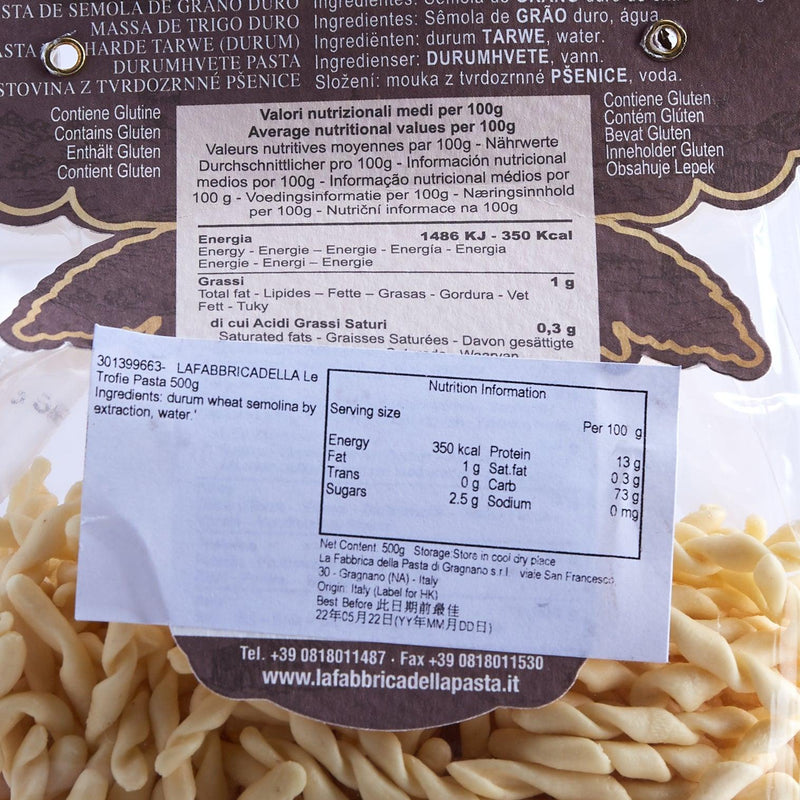 STA DE SÉMOLA DE GRANO DURO
MASSA DE TRIGO DURO
HARDE TARWE (DURUM)
DURUMHVETE PASTA
STOVINA Z TVRDOZRNNÉ PŠENICE
Ingredientes: Sêmola de GRÃO duro, água.
Ingrediënten: durum TARWE, water.
Ingredienser: DURUMHVETE, vann.
Složení: mouka z tvrdozrnné PŠENICE, voda.
Contiene Glutine
Contains Gluten
Enthält Gluten
Contient Gluten
Contiene Gluten
Contém Glúten
Bevat Gluten
Inneholder Glúten
Obsahuje Lepek
Valori nutrizionali medi per 100g
Average nutritional values per 100g
Valeurs nutritives moyennes par 100g - Nährwerte
Durchschnittlicher pro 100g - Información nutricional
medios por 100g - Informação nutricional médios por
100 g - Voedingsinformatie per 100g - Næringsinnhold
per 100g - Nutriční informace na 100g
Energia 1486 KJ - 350 Kcal
Energy - Energie – Energie - Energía - Energia
Energie - Energi – Energie
Grassi 1 g
Total fat - Lipides – Fette – Grasas - Gordura - Vet
Fett - Tuky
di cui Acidi Grassi Saturi 0,3 g
Saturated fats - Graisses Saturées - Davon gesättigte
301399663- LAFABBRICADELLA Le
Trofie Pasta 500g
Ingredients: durum wheat semolina by
extraction, water.'
Nutrition Information
Serving size Per 100 g
Energy 350 kcal Protein 13 g
Fat 1 g Sat.fat 0.3 g
Trans 0 g Carb 73 g
Sugars 2.5 g Sodium 0 mg
Net Content: 500g Storage:Store in cool dry place
La Fabbrica della Pasta di Gragnano s.r.l viale San Francesco,
30 - Gragnano (NA) - Italy
Origin: Italy (Label for HK)
Best Before 此日期前最佳
22年05月22日(YY年MM月DD日)
Tel. +39 0818011487 - Fax +39 0818011530
www.lafabbricadellapasta.it